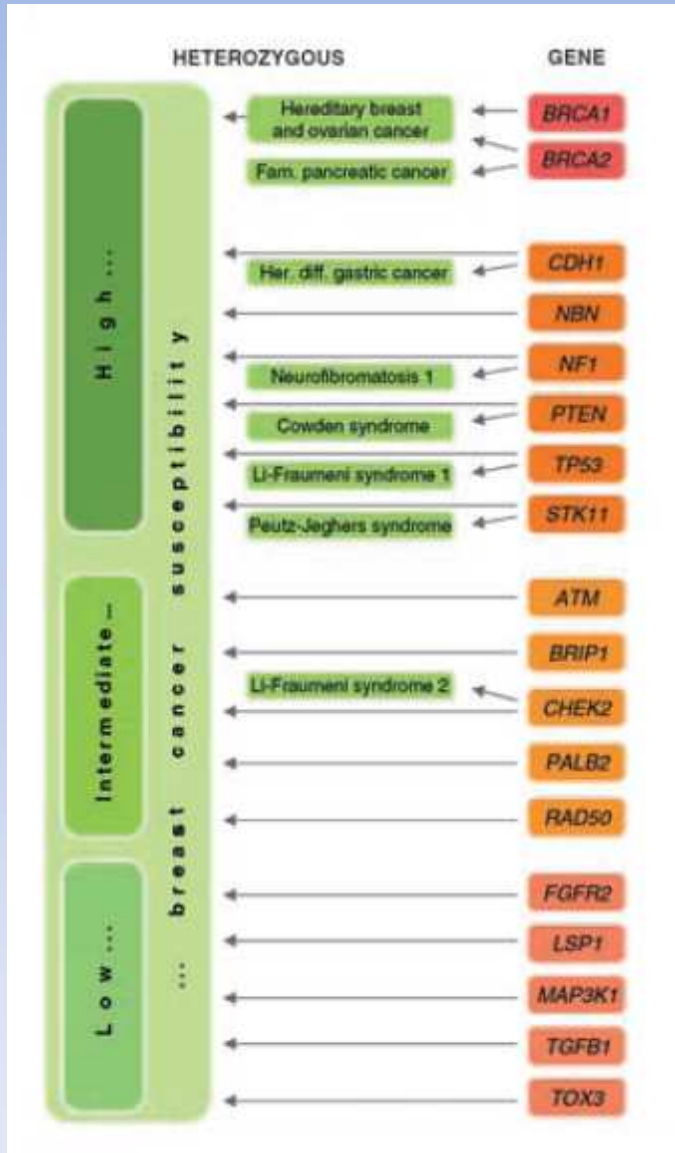 HETEROZYGOUS GENE
High...
Intermediate...
Low...
... breast cancer susceptibility
Hereditary breast
and ovarian cancer
BRCA1
BRCA2
Fam. pancreatic cancer
CDH1
Her. diff. gastric cancer
NBN
NF1
Neurofibromatosis 1
PTEN
Cowden syndrome
TP53
Li-Fraumeni syndrome 1
STK11
Peutz-Jeghers syndrome
ATM
BRIP1
Li-Fraumeni syndrome 2
CHEK2
PALB2
RAD50
FGFR2
LSP1
MAP3K1
TGFB1
TOX3